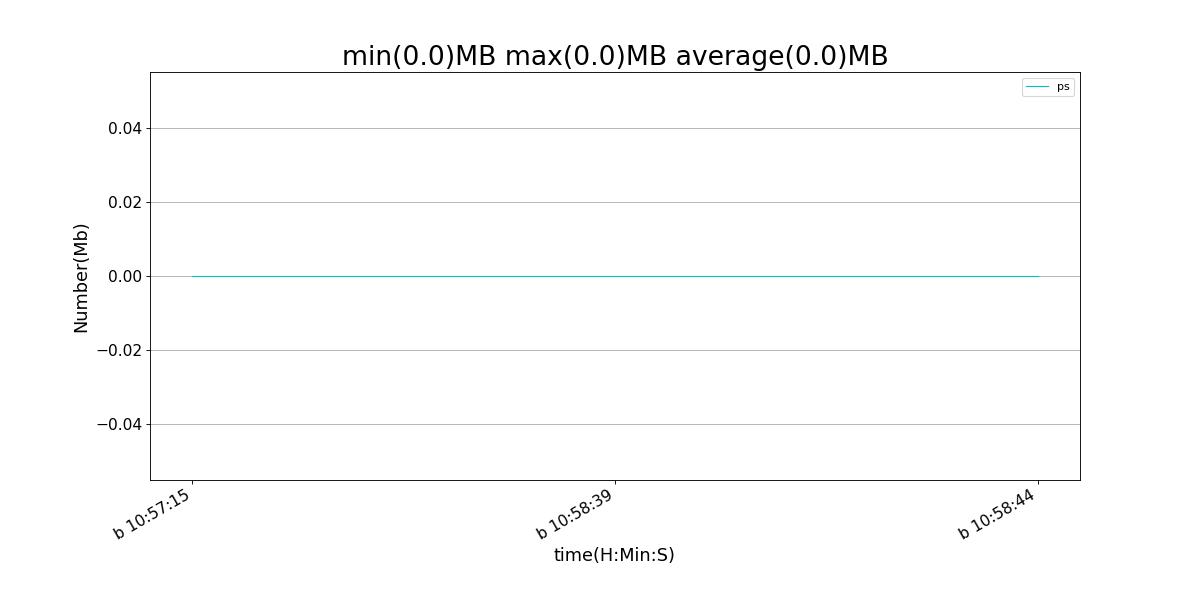 min(0.0)MB max(0.0)MB average(0.0)MB
ps
0.04
0.02
0.00
−0.02
−0.04
Number(Mb)
b 10:57:15
b 10:58:39
b 10:58:44
time(H:Min:S)